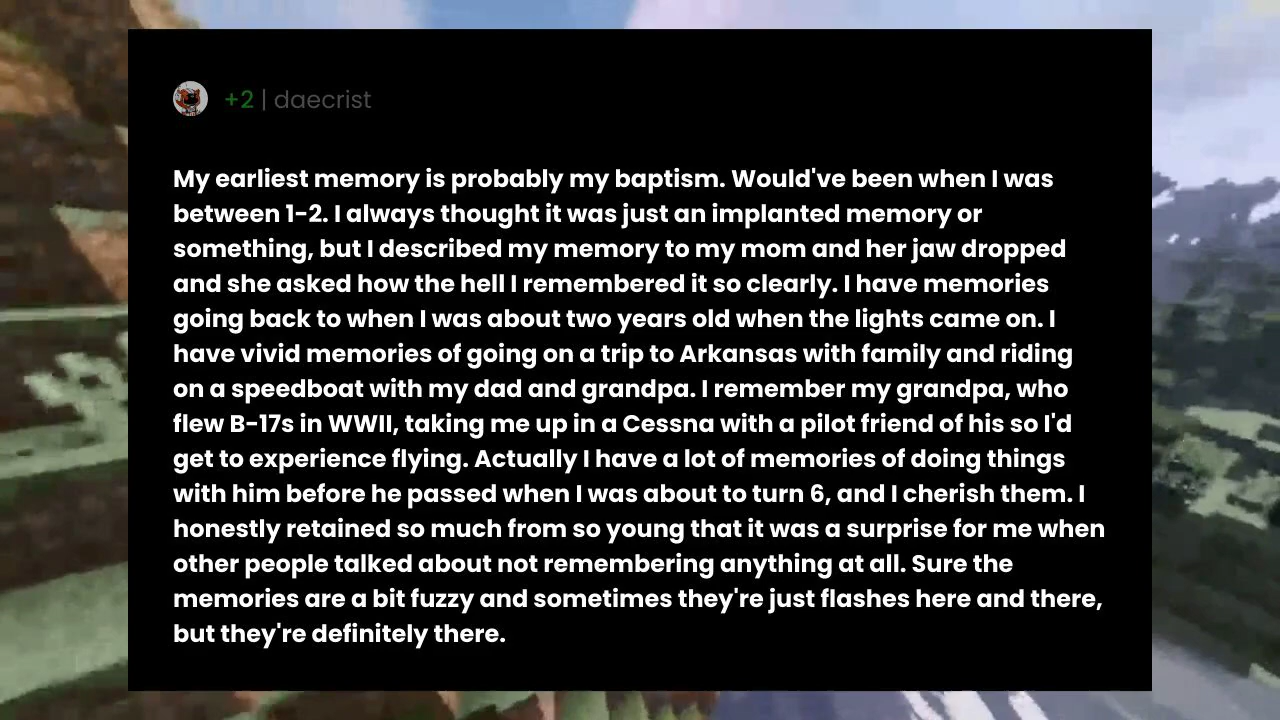 +2 | daecrist
My earliest memory is probably my baptism. Would've been when I was
between 1-2. I always thought it was just an implanted memory or
something, but I described my memory to my mom and her jaw dropped
and she asked how the hell I remembered it so clearly. I have memories
going back to when I was about two years old when the lights came on. I
have vivid memories of going on a trip to Arkansas with family and riding
on a speedboat with my dad and grandpa. I remember my grandpa, who
flew B-17s in WWII, taking me up in a Cessna with a pilot friend of his so I'd
get to experience flying. Actually I have a lot of memories of doing things
with him before he passed when I was about to turn 6, and I cherish them. I
honestly retained so much from so young that it was a surprise for me when
other people talked about not remembering anything at all. Sure the
memories are a bit fuzzy and sometimes they're just flashes here and there,
but they're definitely there.